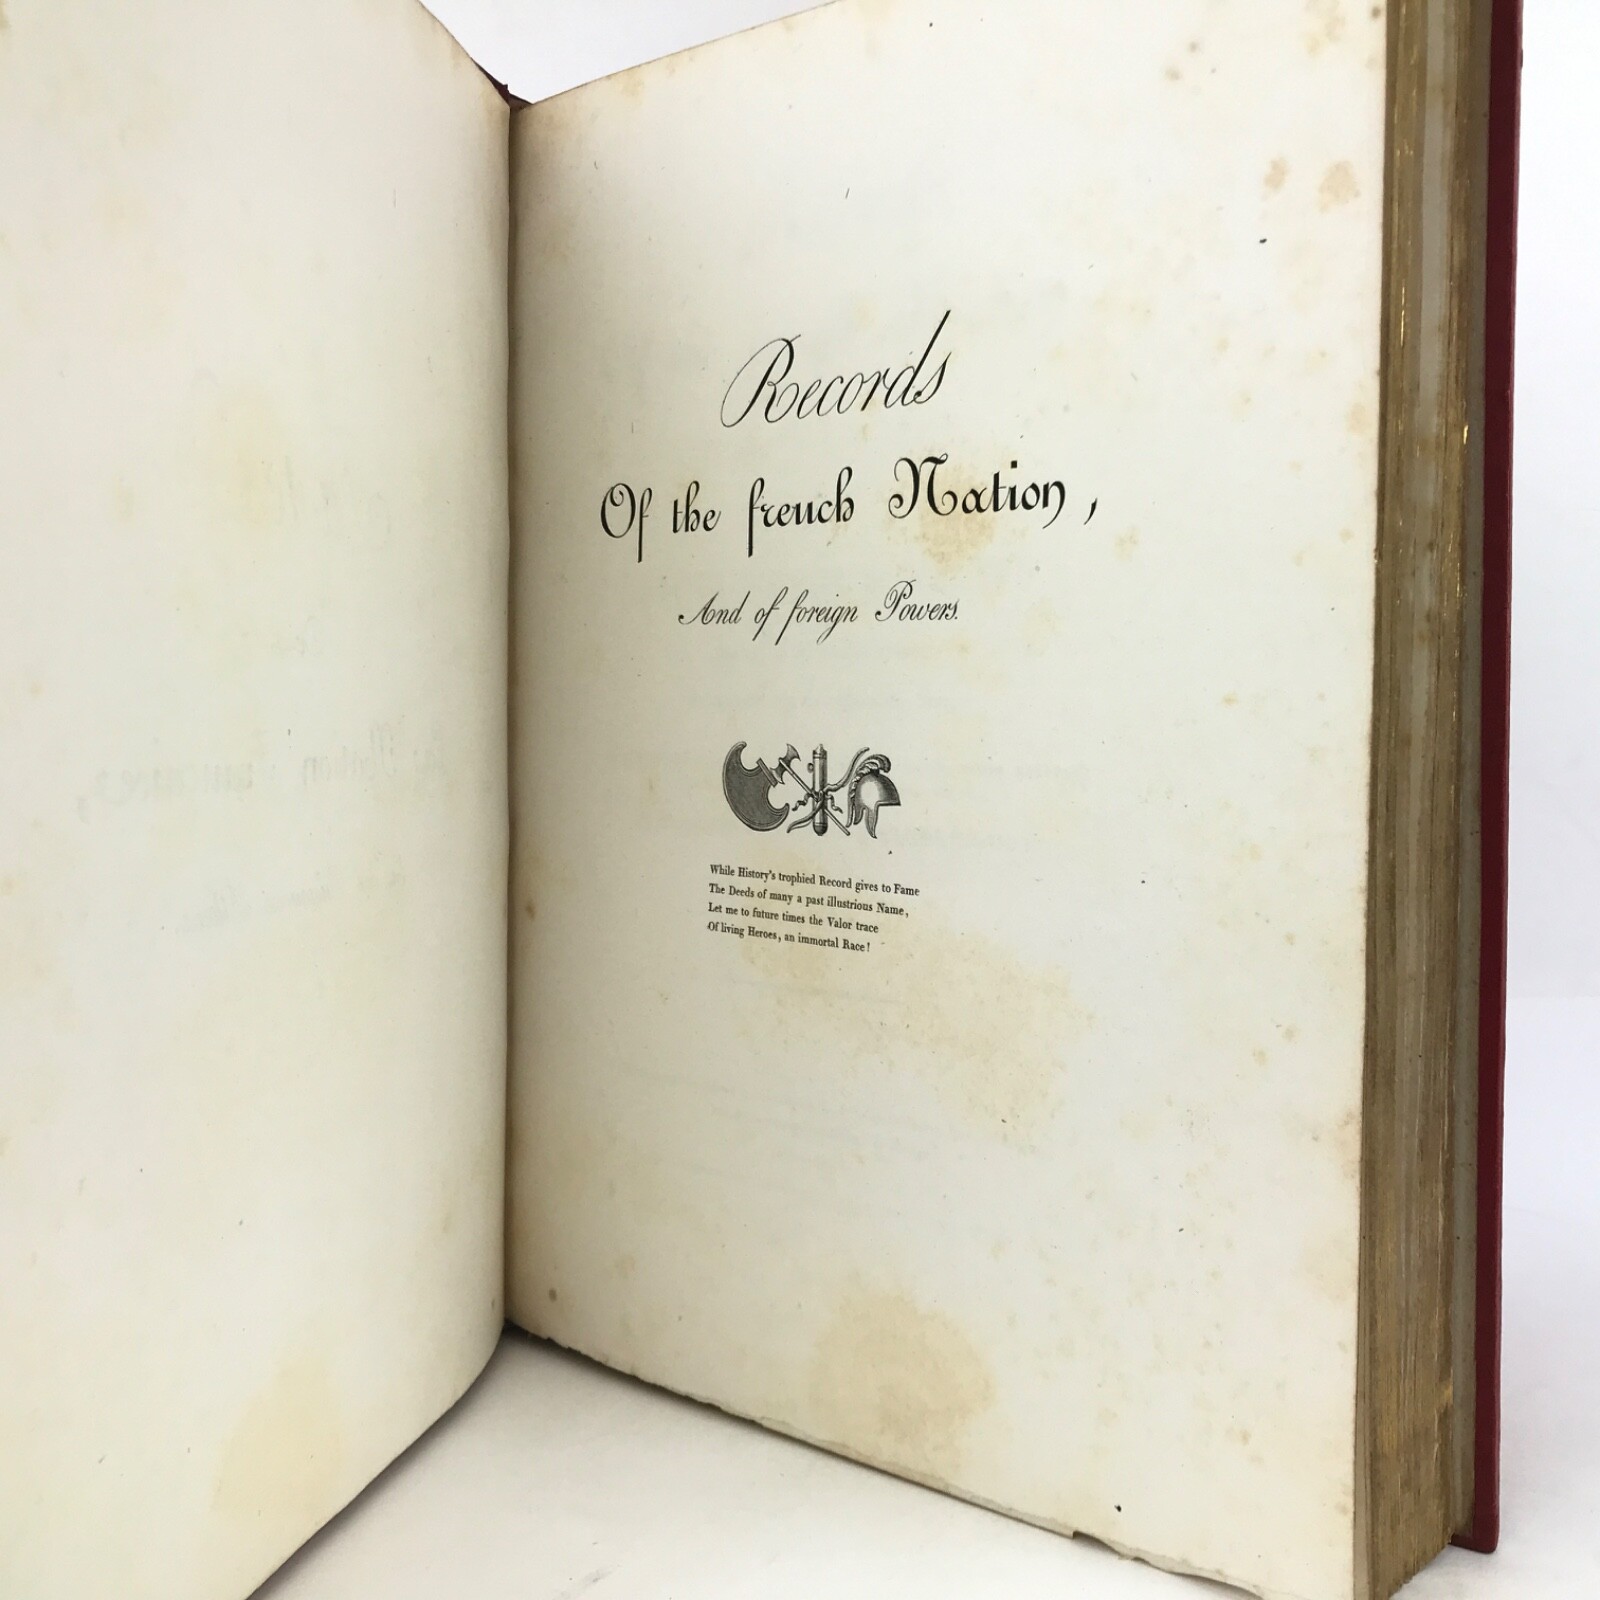 Records
Of the french Nation,
And of foreign Powers.
While History's trophied Record gives to Fame
The Deeds of many a past illustrious Name,
Let me to future times the Valor trace
Of living Heroes, an immortal Race!